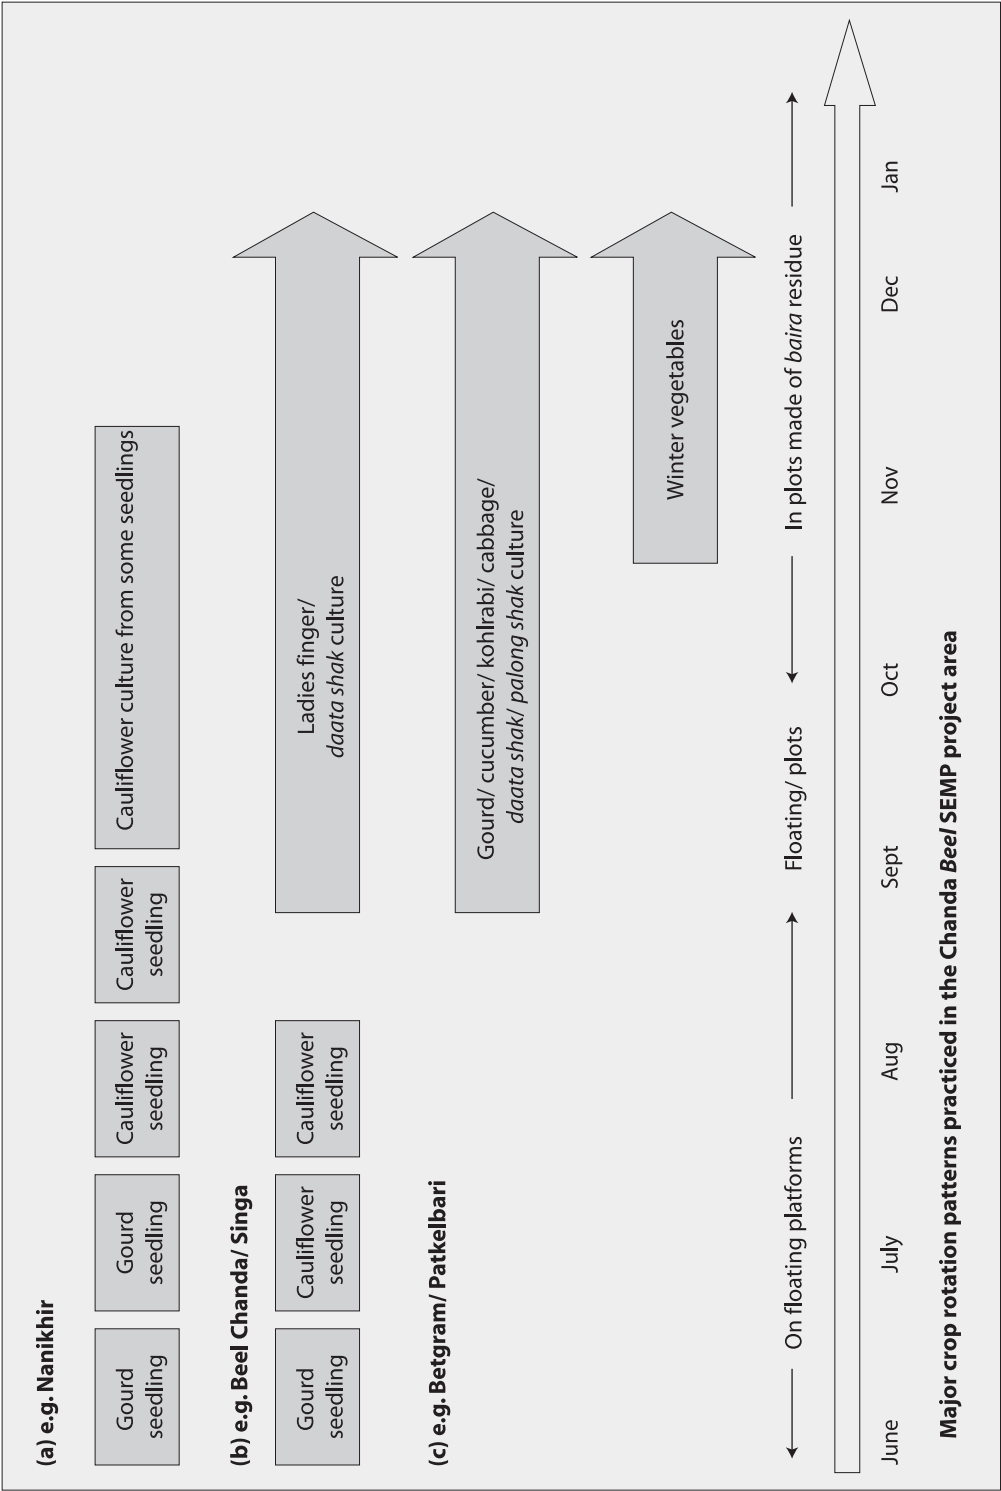 (a) e.g. Nanikhir
Gourd
seedling
Gourd
seedling
Cauliflower
seedling
Cauliflower
seedling
Cauliflower culture from some seedlings
(b) e.g. Beel Chanda/ Singa
Gourd
seedling
Cauliflower
seedling
Cauliflower
seedling
Ladies finger/
daata shak culture
(c) e.g. Betgram/ Patkelbari
Gourd/ cucumber/ kohlrabi/ cabbage/
daata shak/ palong shak culture
Winter vegetables
On floating platforms
Floating/ plots
In plots made of baira residue
June
July
Aug
Sept
Oct
Nov
Dec
Jan
Major crop rotation patterns practiced in the Chanda Beel SEMP project area